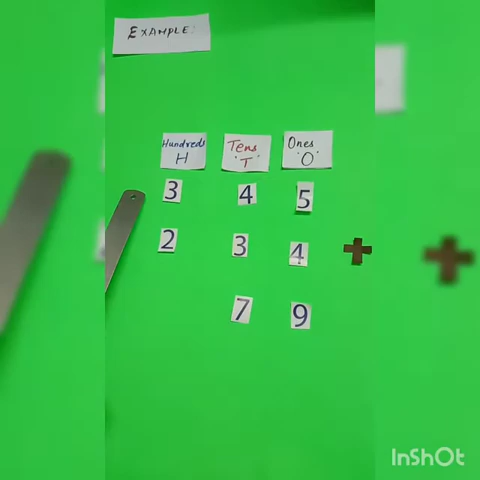 EXAMPLE:
Hundreds Tens Ones
H "T" "O"
3 4 5
2 3 4 +
7 9
InShOt